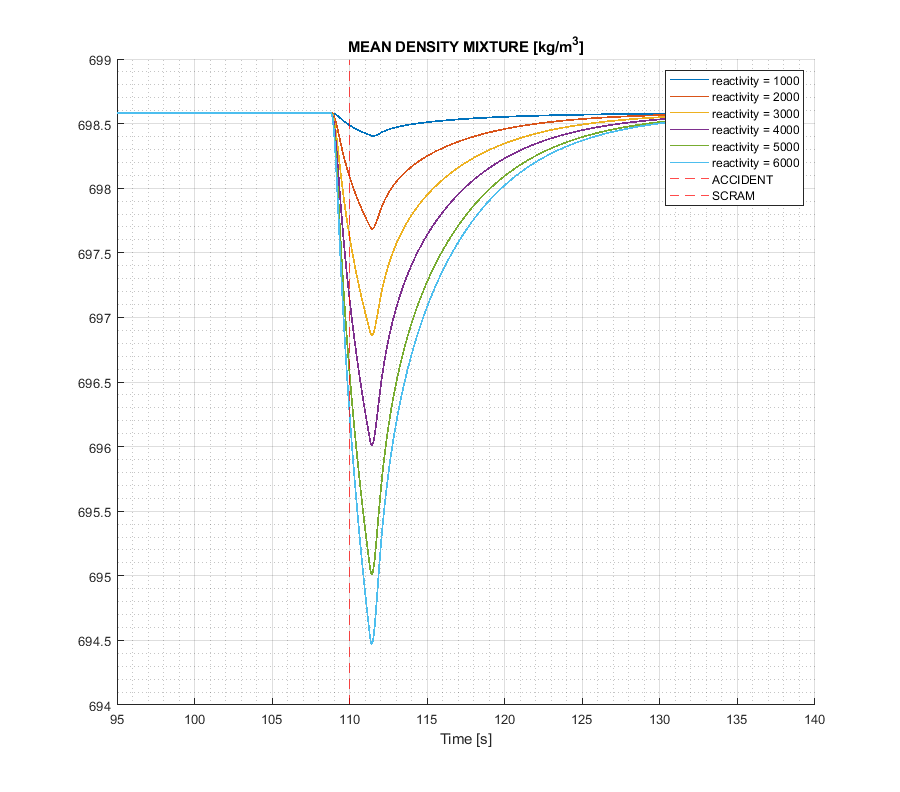 MEAN DENSITY MIXTURE [kg/m³]
699
698.5
698
697.5
697
696.5
696
695.5
695
694.5
694
95 100 105 110 115 120 125 130 135 140
Time [s]
reactivity = 1000
reactivity = 2000
reactivity = 3000
reactivity = 4000
reactivity = 5000
reactivity = 6000
ACCIDENT
SCRAM